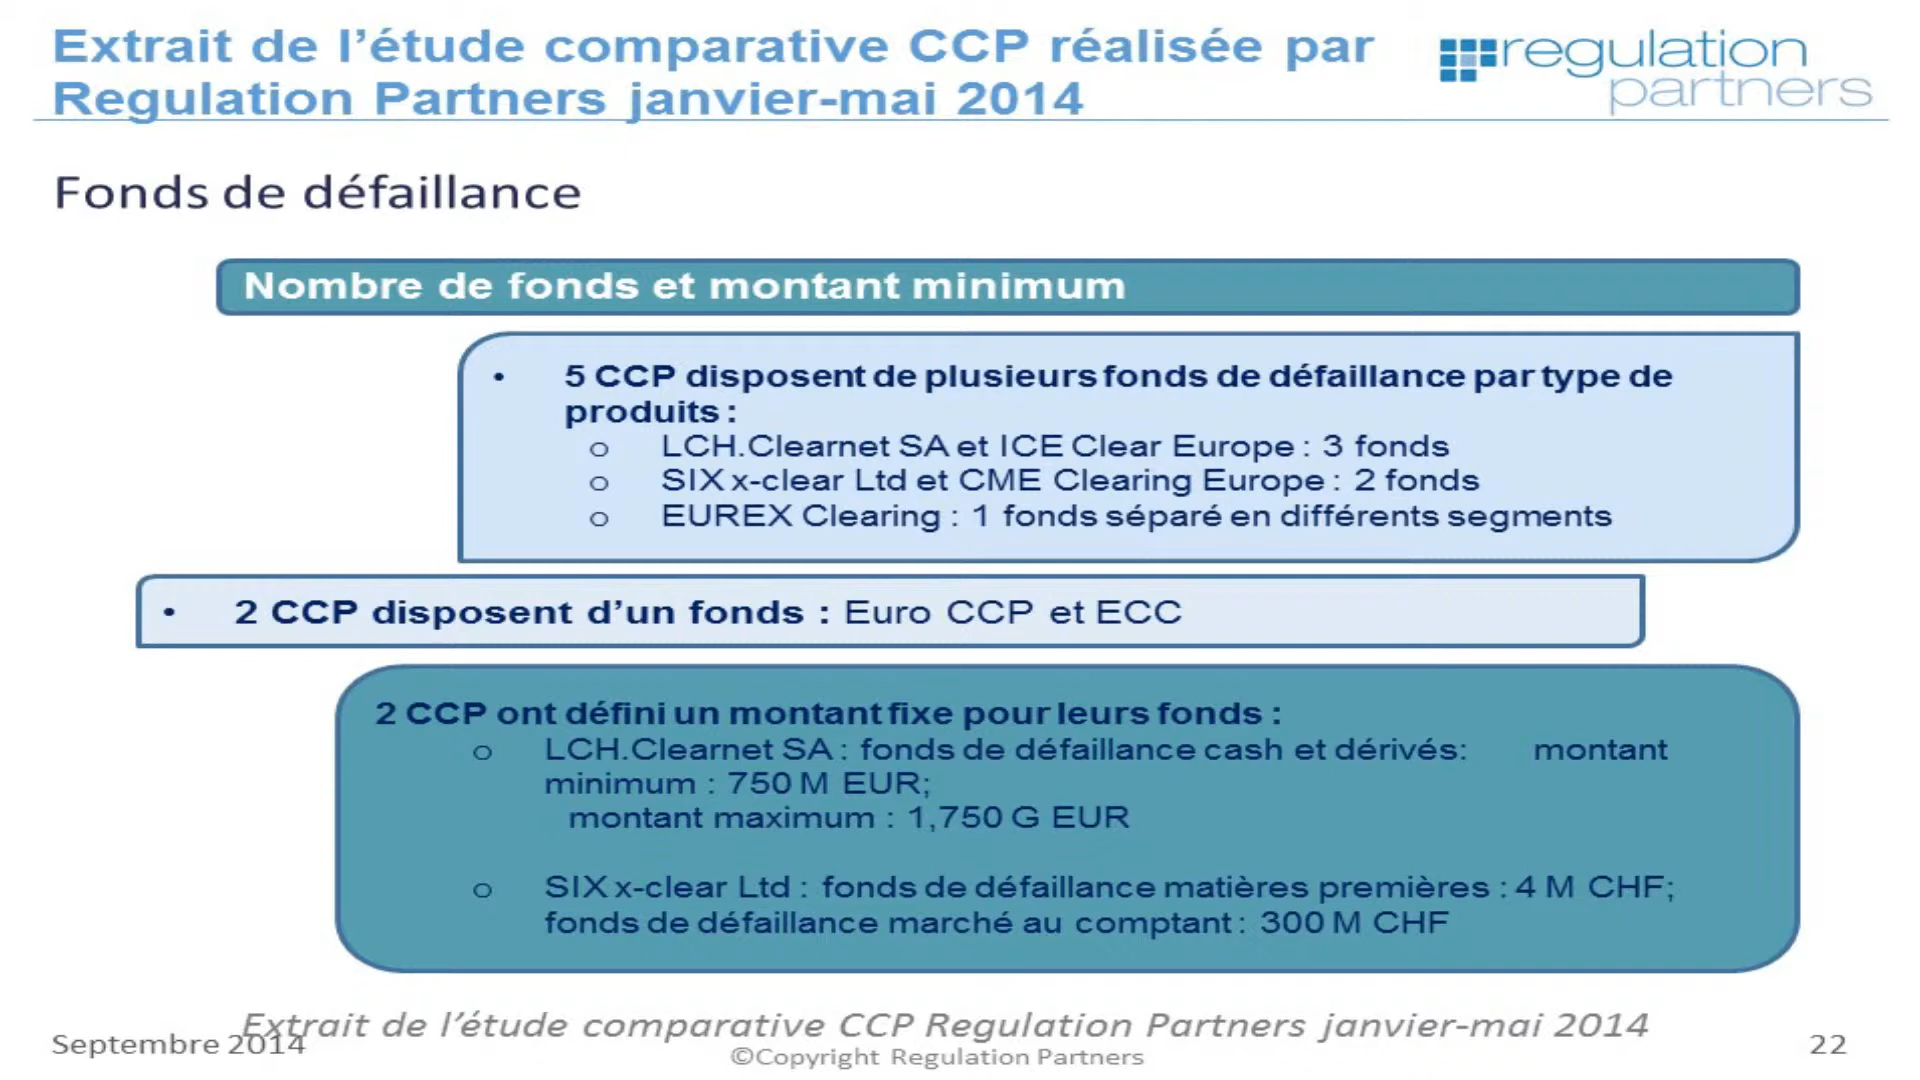 Extrait de l’étude comparative CCP réalisée par
Regulation Partners janvier-mai 2014
regulation
partners
Fonds de défaillance
Nombre de fonds et montant minimum
• 5 CCP disposent de plusieurs fonds de défaillance par type de
produits :
o LCH.Clearnet SA et ICE Clear Europe : 3 fonds
o SIX x-clear Ltd et CME Clearing Europe : 2 fonds
o EUREX Clearing : 1 fonds séparé en différents segments
• 2 CCP disposent d’un fonds : Euro CCP et ECC
2 CCP ont défini un montant fixe pour leurs fonds :
o LCH.Clearnet SA : fonds de défaillance cash et dérivés: montant
minimum : 750 M EUR;
montant maximum : 1,750 G EUR
o SIX x-clear Ltd : fonds de défaillance matières premières : 4 M CHF;
fonds de défaillance marché au comptant : 300 M CHF
Extrait de l’étude comparative CCP Regulation Partners janvier-mai 2014
Septembre 2014
©Copyright Regulation Partners
22